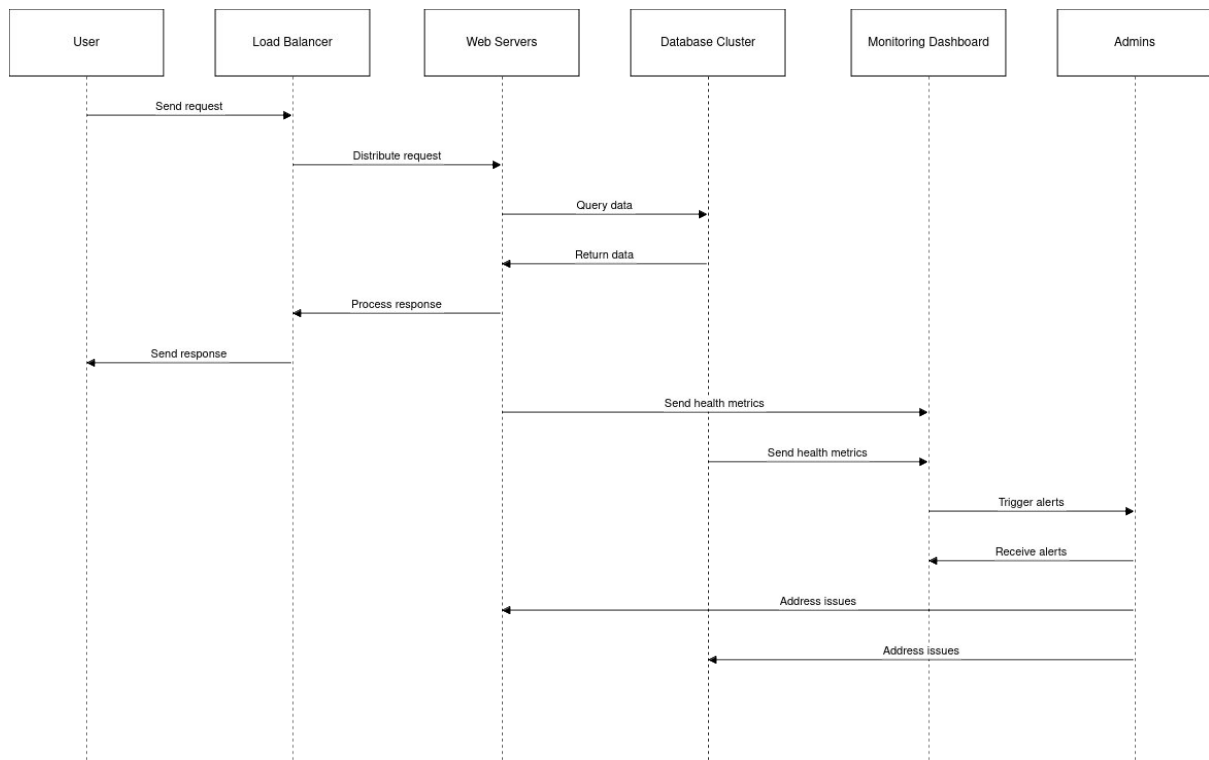 User
Load Balancer
Web Servers
Database Cluster
Monitoring Dashboard
Admins
Send request
Distribute request
Query data
Return data
Process response
Send response
Send health metrics
Send health metrics
Trigger alerts
Receive alerts
Address issues
Address issues